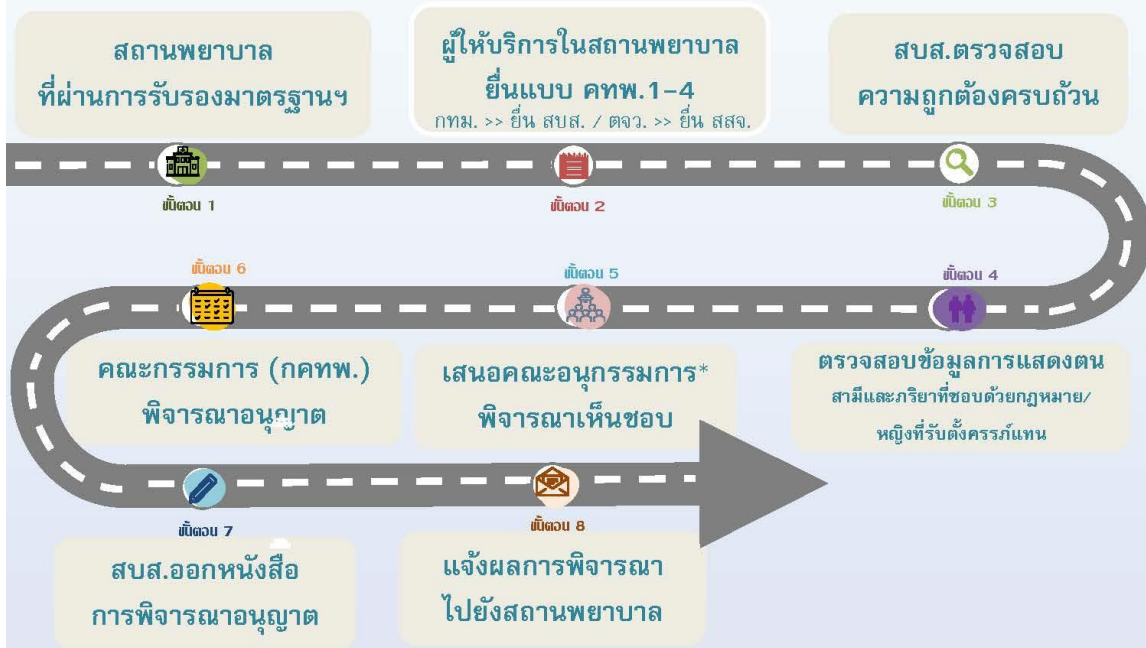 สถานพยาบาล
ที่ผ่านการรับรองมาตรฐานฯ
ขั้นตอน 1
ผู้ให้บริการในสถานพยาบาล
ยื่นแบบ คทพ.1-4
กทม. >> ยื่น สบส. / ตจว. >> ยื่น สสจ.
ขั้นตอน 2
สบส.ตรวจสอบ
ความถูกต้องครบถ้วน
ขั้นตอน 3
ขั้นตอน 4
ตรวจสอบข้อมูลการแสดงตน
สามีและภริยาที่ชอบด้วยกฎหมาย/
หญิงที่รับตั้งครรภ์แทน
ขั้นตอน 5
เสนอคณะอนุกรรมการ*
พิจารณาเห็นชอบ
ขั้นตอน 6
คณะกรรมการ (กคทพ.)
พิจารณาอนุญาต
ขั้นตอน 7
สบส.ออกหนังสือ
การพิจารณาอนุญาต
ขั้นตอน 8
แจ้งผลการพิจารณา
ไปยังสถานพยาบาล